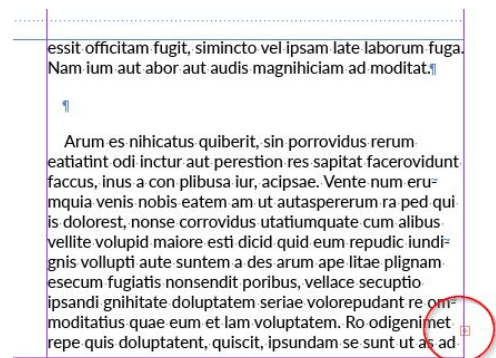 essit officitam fugit, simincto vel ipsam late laborum fuga.
Nam ium aut abor aut audis magnihiciam ad moditat.¶
¶
Arum es nihicatus quiberit, sin porrovidus rerum
eatiatint odi inctur aut perestion res sapitat facerovidunt
faccus, inus a con plibusa iur, acipsae. Vente num eru-
mquia venis nobis eatem am ut autaspererum ra ped qui
is dolorest, nonse corrovidus utatiumquate cum alibus
vellite volupid maiore esti dicid quid eum repudic iundi-
gnis vollupti aute suntem a des arum ape litae plignam
esecum fugiatis nonsendit poribus, vellace secuptio
ipsandi gnihitate doluptatem seriae volorepudant re om-
moditatius quae eum et lam voluptatem. Ro odigenimet
repe quis doluptatent, quiscit, ipsundam se sunt ut as ad